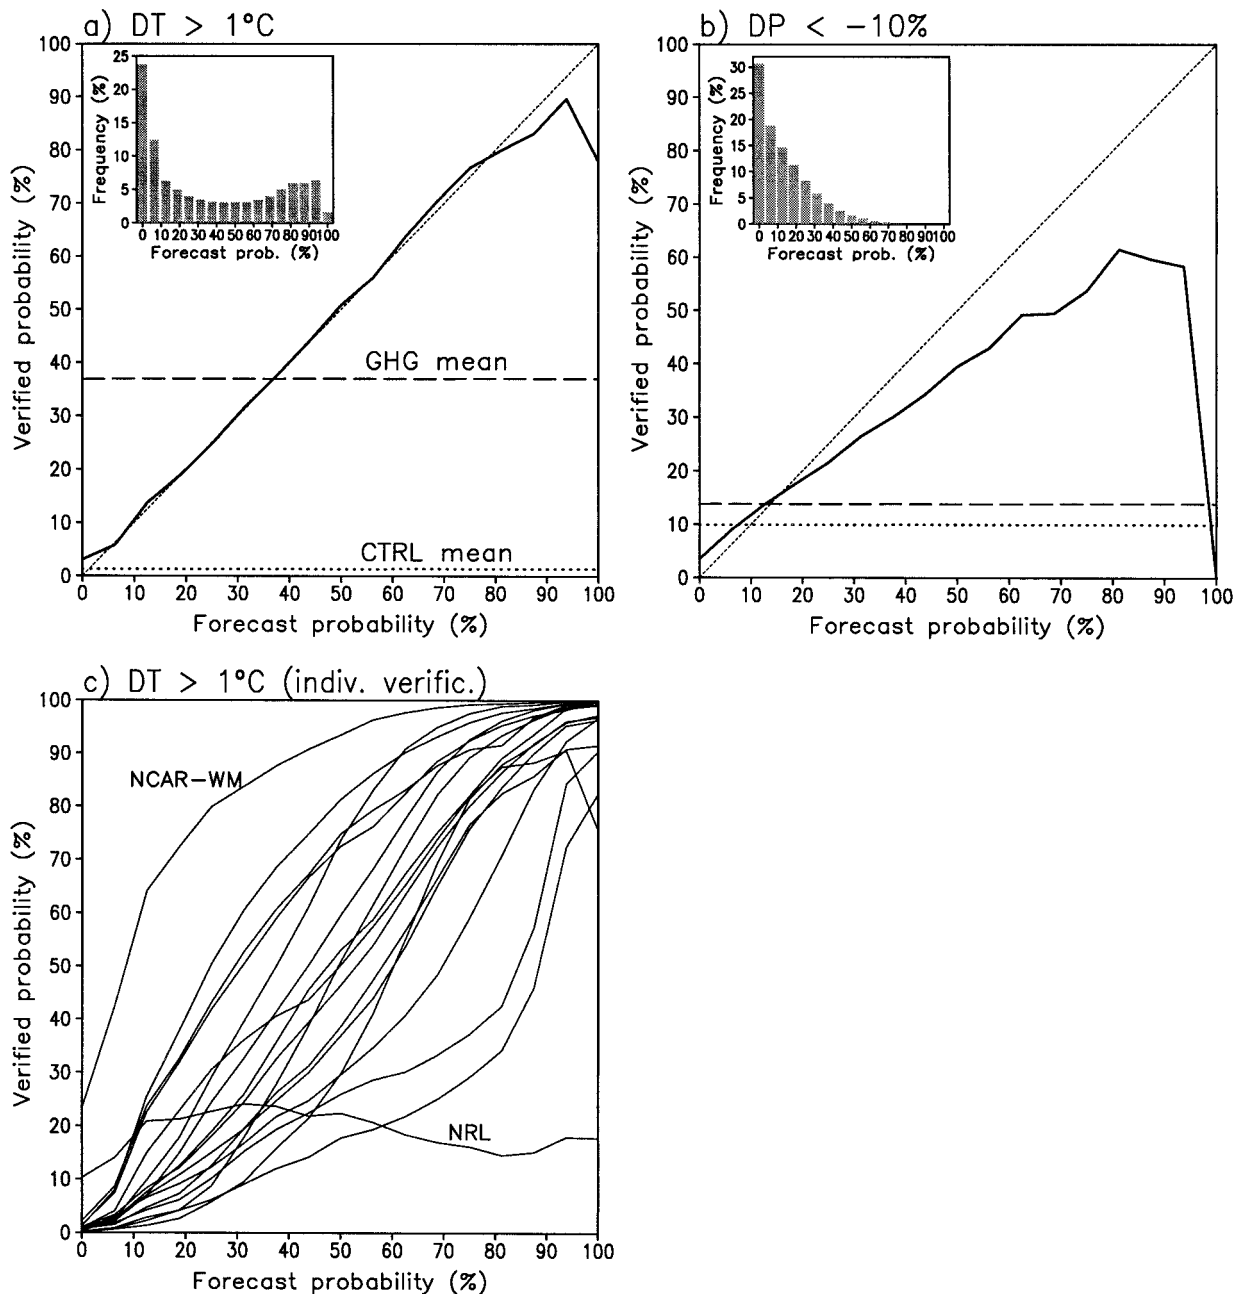 a) DT > 1°C
Verified probability (%)
100
90
80
70
60
50
40
30
20
10
0
Frequency (%)
25
20
15
10
5
0
0 10 20 30 40 50 60 70 80 90 100
Forecast prob. (%)
GHG mean
CTRL mean
0 10 20 30 40 50 60 70 80 90 100
Forecast probability (%)
b) DP < −10%
Verified probability (%)
100
90
80
70
60
50
40
30
20
10
0
Frequency (%)
30
25
20
15
10
5
0
0 10 20 30 40 50 60 70 80 90100
Forecast prob. (%)
0 10 20 30 40 50 60 70 80 90 100
Forecast probability (%)
c) DT > 1°C (indiv. verific.)
Verified probability (%)
100
90
80
70
60
50
40
30
20
10
0
NCAR−WM
NRL
0 10 20 30 40 50 60 70 80 90 100
Forecast probability (%)